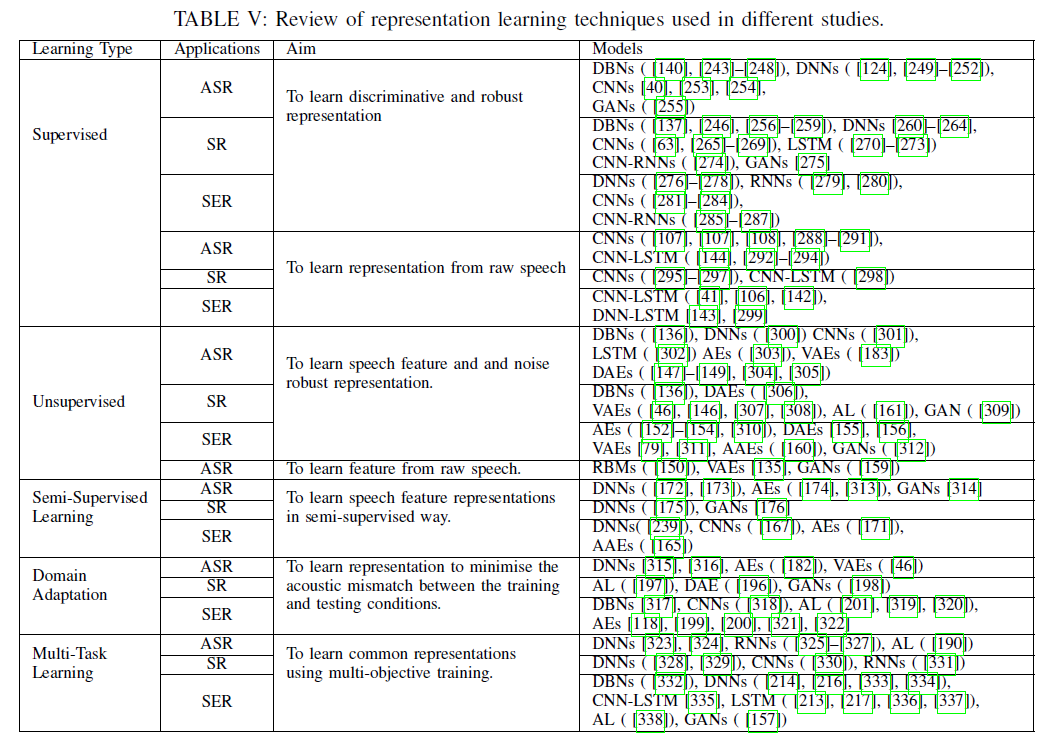 TABLE V: Review of representation learning techniques used in different studies.
Learning Type Applications Aim Models
Supervised
ASR
To learn discriminative and robust
representation
DBNs ( [140], [243]–[248]), DNNs ( [124], [249]–[252]),
CNNs [40], [253], [254],
GANs ( [255])
SR
DBNs ( [137], [246], [256]–[259]), DNNs [260]–[264],
CNNs ( [63], [265]–[269]), LSTM ( [270]–[273])
CNN-RNNs ( [274]), GANs [275]
SER
DNNs ( [276]–[278]), RNNs ( [279], [280]),
CNNs ( [281]–[284]),
CNN-RNNs ( [285]–[287])
ASR
To learn representation from raw speech
CNNs ( [107], [107], [108], [288]–[291]),
CNN-LSTM ( [144], [292]–[294])
SR
CNNs ( [295]–[297]), CNN-LSTM ( [298])
SER
CNN-LSTM ( [41], [106], [142]),
DNN-LSTM [143], [299]
Unsupervised
ASR
To learn speech feature and and noise
robust representation.
DBNs ( [136]), DNNs ( [300]) CNNs ( [301]),
LSTM ( [302]) AEs ( [303]), VAEs ( [183])
DAEs ( [147]–[149], [304], [305])
SR
DBNs ( [136]), DAEs ( [306]),
VAEs ( [46], [146], [307], [308]), AL ( [161]), GAN ( [309])
SER
AEs ( [152]–[154], [310]), DAEs [155], [156],
VAEs [79], [311], AAEs ( [160]), GANs ( [312])
ASR
To learn feature from raw speech.
RBMs ( [150]), VAEs [135], GANs ( [159])
Semi-Supervised
Learning
ASR
To learn speech feature representations
in semi-supervised way.
DNNs ( [172], [173]), AEs ( [174], [313]), GANs [314]
SR
DNNs ( [175]), GANs [176]
SER
DNNs( [239]), CNNs ( [167]), AEs ( [171]),
AAEs ( [165])
Domain
Adaptation
ASR
To learn representation to minimise the
acoustic mismatch between the training
and testing conditions.
DNNs [315], [316], AEs ( [182]), VAEs ( [46])
SR
AL ( [197]), DAE ( [196]), GANs ( [198])
SER
DBNs [317], CNNs ( [318]), AL ( [201], [319], [320]),
AEs [118], [199], [200], [321], [322]
Multi-Task
Learning
ASR
To learn common representations
using multi-objective training.
DNNs [323], [324], RNNs ( [325]–[327]), AL ( [190])
SR
DNNs ( [328], [329]), CNNs ( [330]), RNNs ( [331])
SER
DBNs ( [332]), DNNs ( [214], [216], [333], [334]),
CNN-LSTM [335], LSTM ( [213], [217], [336], [337]),
AL ( [338]), GANs ( [157])